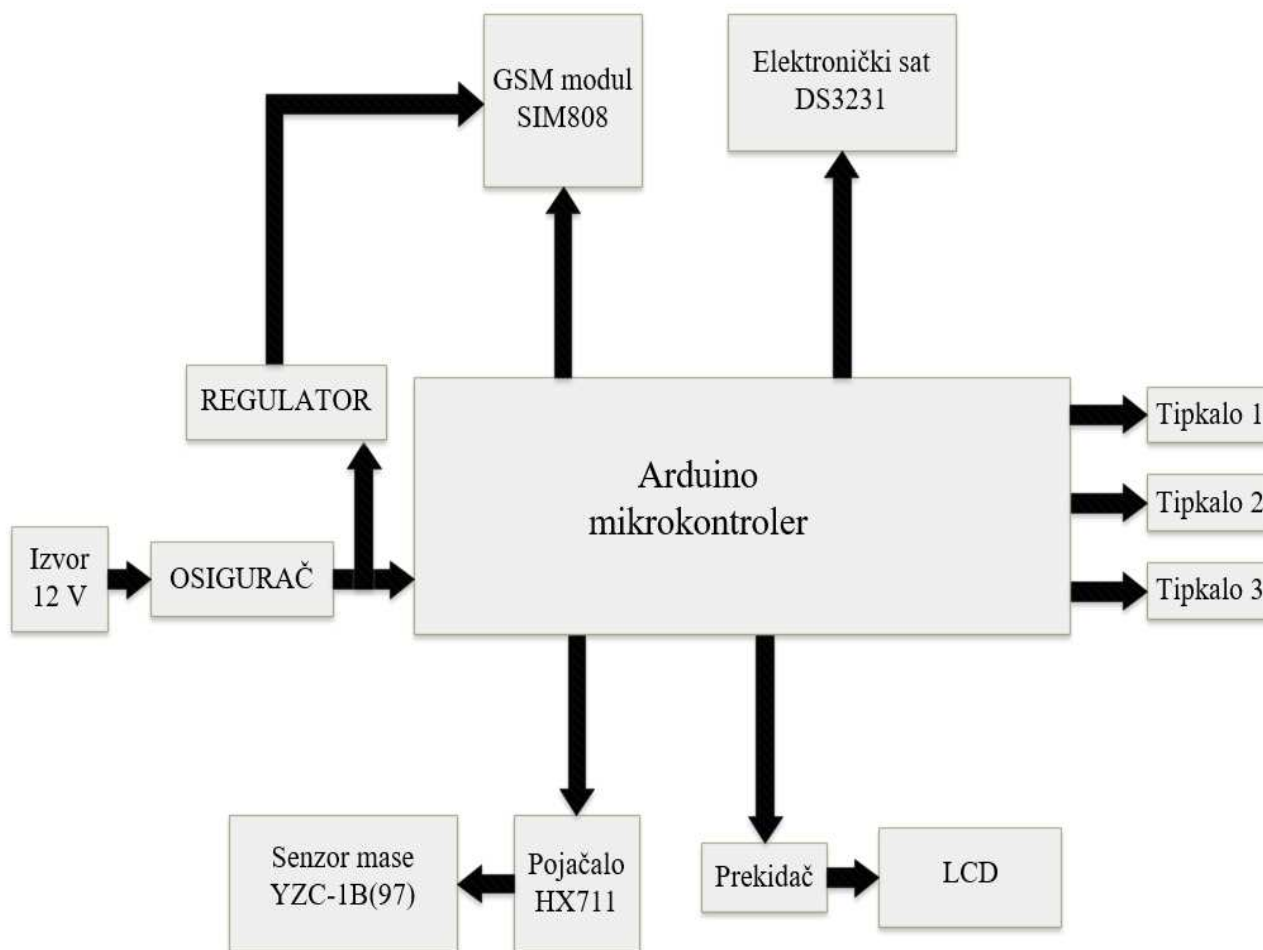 GSM modul
SIM808
Elektronički sat
DS3231
REGULATOR
Arduino
mikrokontroler
Tipkalo 1
Tipkalo 2
Tipkalo 3
Izvor
12 V
OSIGURAČ
Senzor mase
YZC-1B(97)
Pojačalo
HX711
Prekidač
LCD